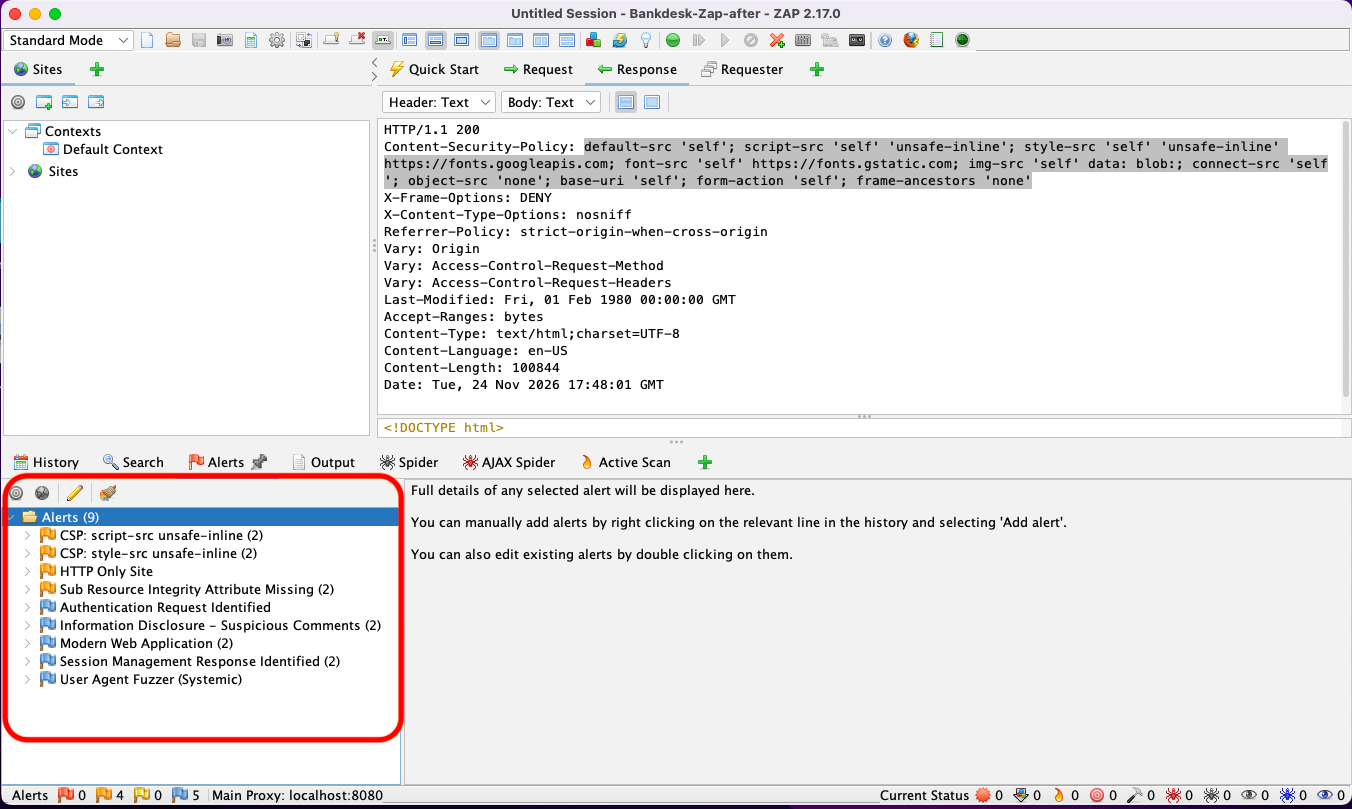 Untitled Session - Bankdesk-Zap-after - ZAP 2.17.0
Standard Mode
Sites
Quick Start
Request
Response
Requester
Header: Text
Body: Text
Contexts
Default Context
Sites
HTTP/1.1 200
Content-Security-Policy: default-src 'self'; script-src 'self' 'unsafe-inline'; style-src 'self' 'unsafe-inline'
https://fonts.googleapis.com; font-src 'self' https://fonts.gstatic.com; img-src 'self' data: blob:; connect-src 'self
'; object-src 'none'; base-uri 'self'; form-action 'self'; frame-ancestors 'none'
X-Frame-Options: DENY
X-Content-Type-Options: nosniff
Referrer-Policy: strict-origin-when-cross-origin
Vary: Origin
Vary: Access-Control-Request-Method
Vary: Access-Control-Request-Headers
Last-Modified: Fri, 01 Feb 1980 00:00:00 GMT
Accept-Ranges: bytes
Content-Type: text/html;charset=UTF-8
Content-Language: en-US
Content-Length: 100844
Date: Tue, 24 Nov 2026 17:48:01 GMT
<!DOCTYPE html>
History
Search
Alerts
Output
Spider
AJAX Spider
Active Scan
Alerts (9)
CSP: script-src unsafe-inline (2)
CSP: style-src unsafe-inline (2)
HTTP Only Site
Sub Resource Integrity Attribute Missing (2)
Authentication Request Identified
Information Disclosure - Suspicious Comments (2)
Modern Web Application (2)
Session Management Response Identified (2)
User Agent Fuzzer (Systemic)
Full details of any selected alert will be displayed here.
You can manually add alerts by right clicking on the relevant line in the history and selecting 'Add alert'.
You can also edit existing alerts by double clicking on them.
Alerts 0 4 0 5 Main Proxy: localhost:8080
Current Status 0 0 0 0 0 0 0 0 0 0